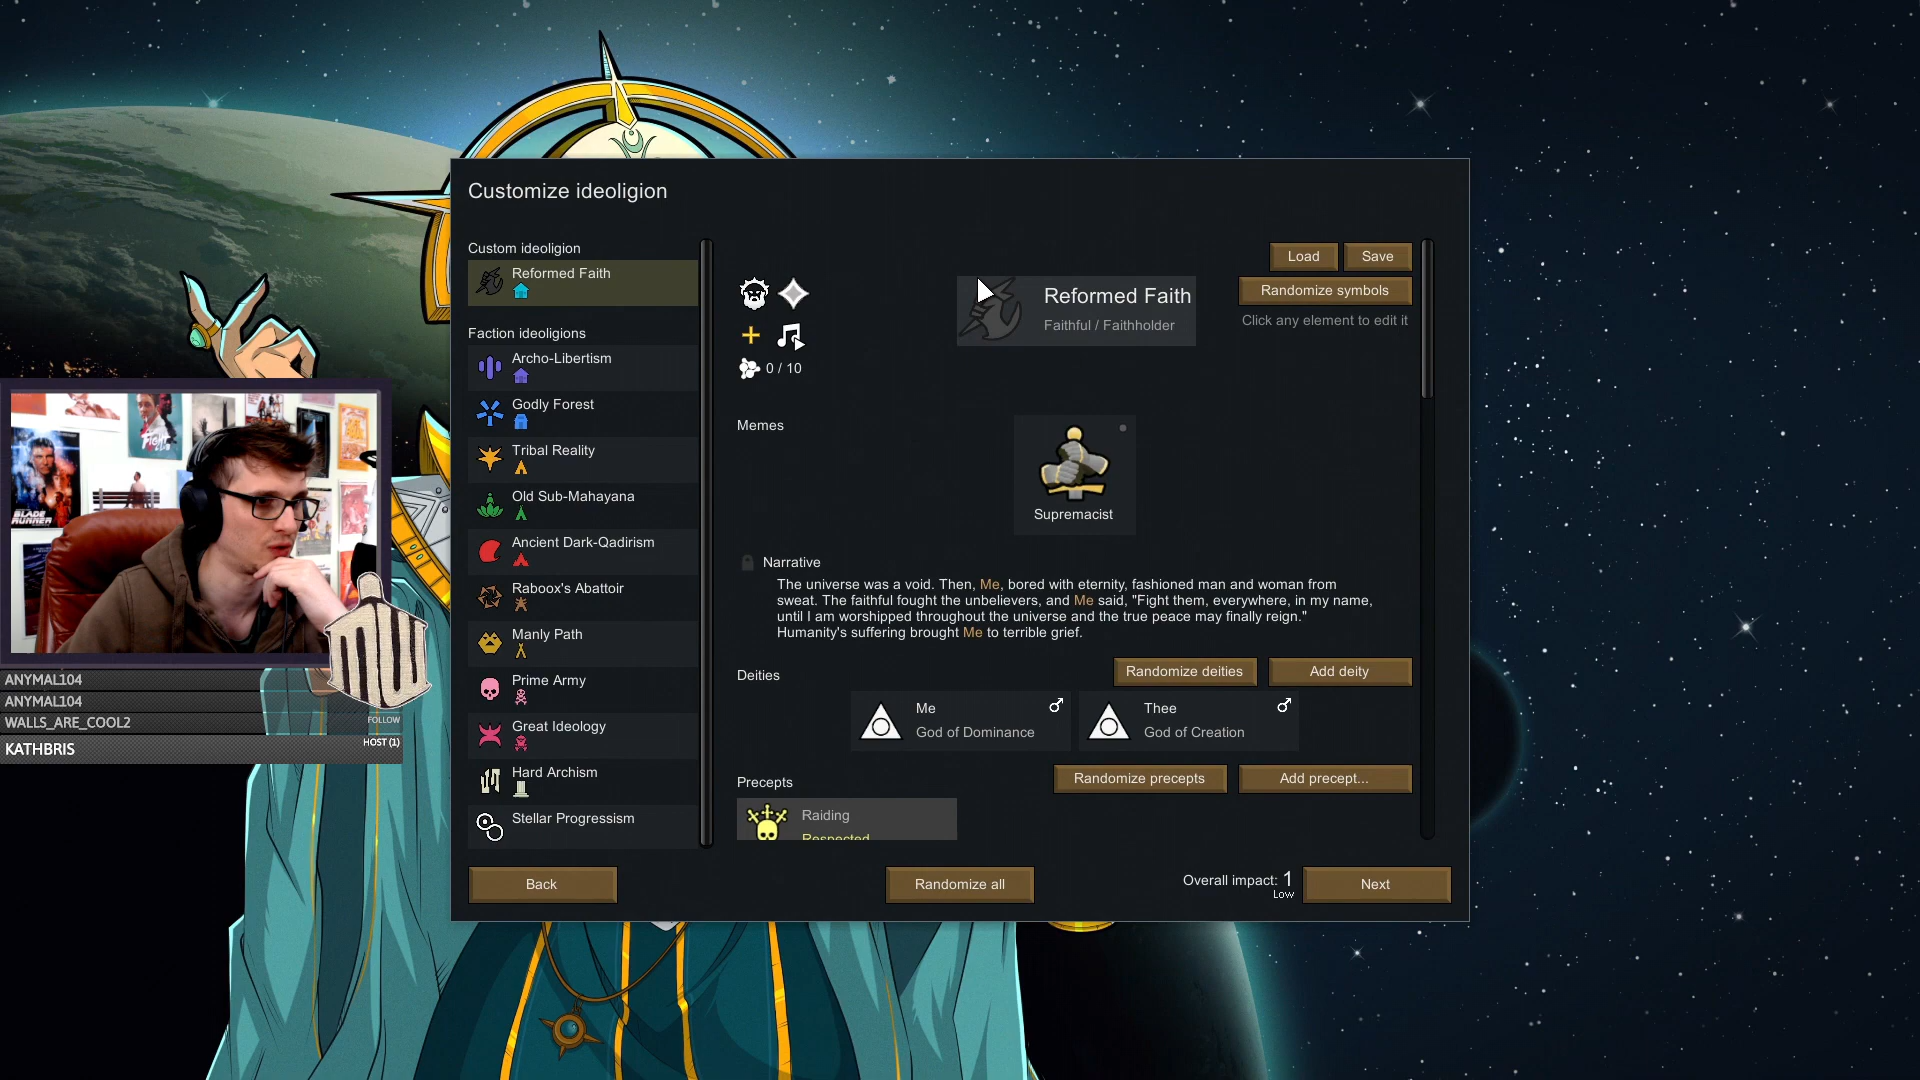 Customize ideoligion
Custom ideoligion
Reformed Faith
Faction ideoligions
Archo-Libertism
Godly Forest
Tribal Reality
Old Sub-Mahayana
Ancient Dark-Qadirism
Raboox's Abattoir
Manly Path
Prime Army
Great Ideology
Hard Archism
Stellar Progressism
Load
Save
Reformed Faith
Faithful / Faithholder
Randomize symbols
Click any element to edit it
0 / 10
Memes
Supremacist
Narrative
The universe was a void. Then, Me, bored with eternity, fashioned man and woman from
sweat. The faithful fought the unbelievers, and Me said, "Fight them, everywhere, in my name,
until I am worshipped throughout the universe and the true peace may finally reign."
Humanity's suffering brought Me to terrible grief.
Deities
Randomize deities
Add deity
Me
God of Dominance
Thee
God of Creation
Precepts
Randomize precepts
Add precept...
Raiding
Respected
Back
Randomize all
Overall impact: 1
Low
Next
BLADE
RUNNER
FIGHT
ANYMAL104
ANYMAL104
WALLS_ARE_COOL2
FOLLOW
KATHBRIS
HOST (1)